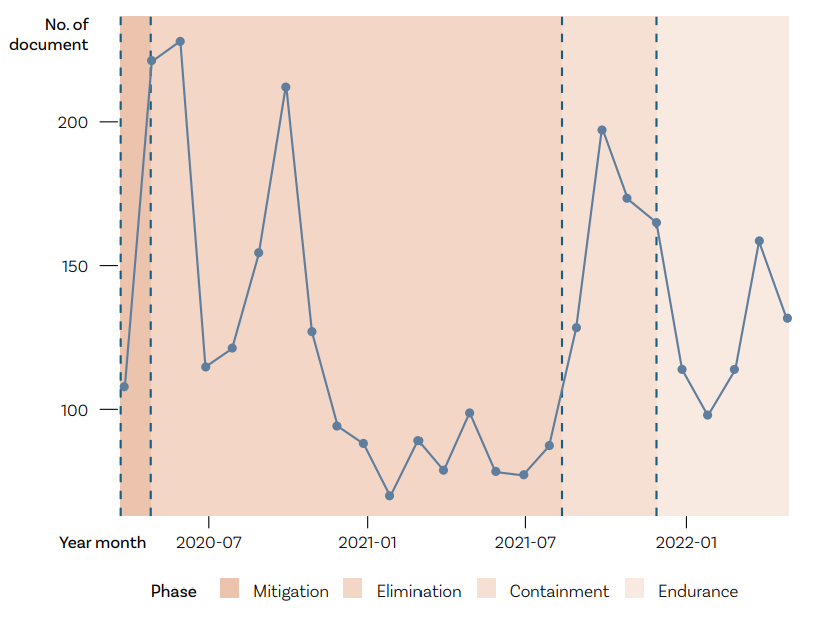 No. of
document
200
150
100
Year month 2020-07 2021-01 2021-07 2022-01
Phase Mitigation Elimination Containment Endurance